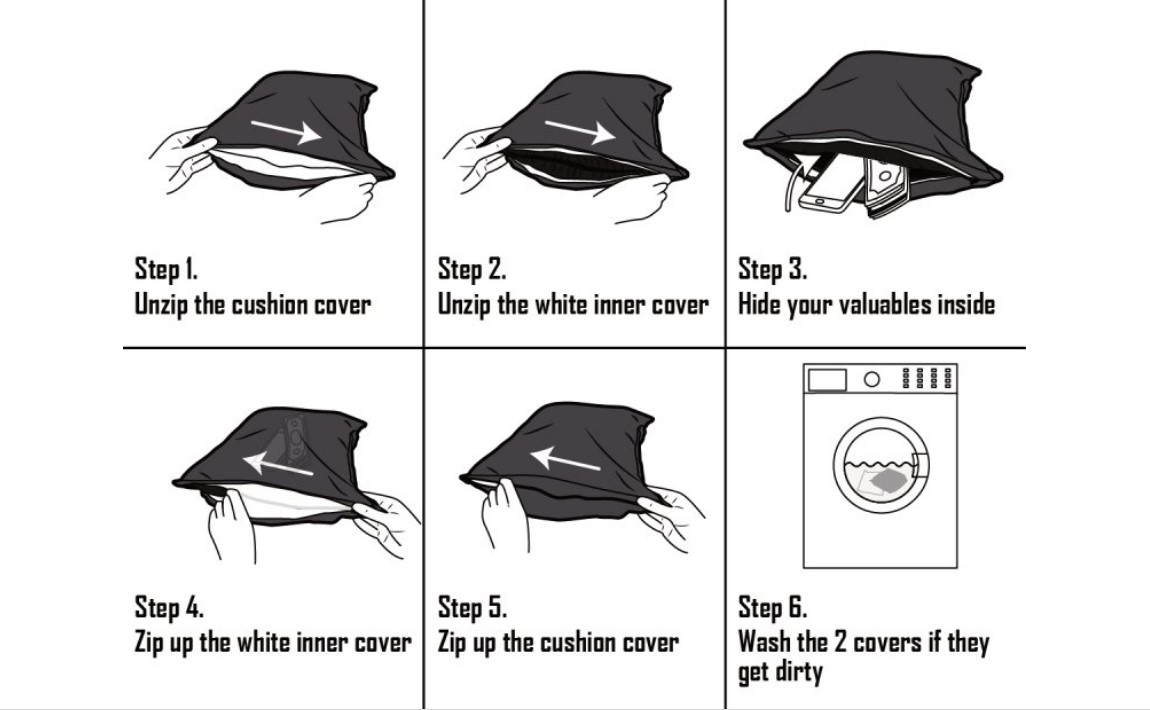 Step 1.
Unzip the cushion cover
Step 2.
Unzip the white inner cover
Step 3.
Hide your valuables inside
Step 4.
Zip up the white inner cover
Step 5.
Zip up the cushion cover
Step 6.
Wash the 2 covers if they
get dirty